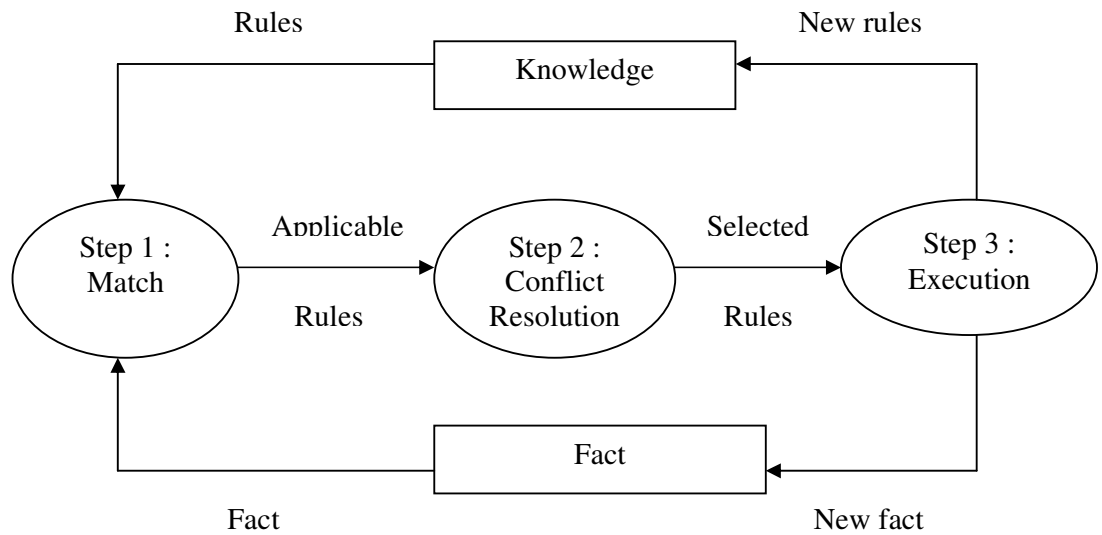 Rules
New rules
Knowledge
Step 1 :
Match
Applicable
Rules
Step 2 :
Conflict
Resolution
Selected
Rules
Step 3 :
Execution
Fact
Fact
New fact